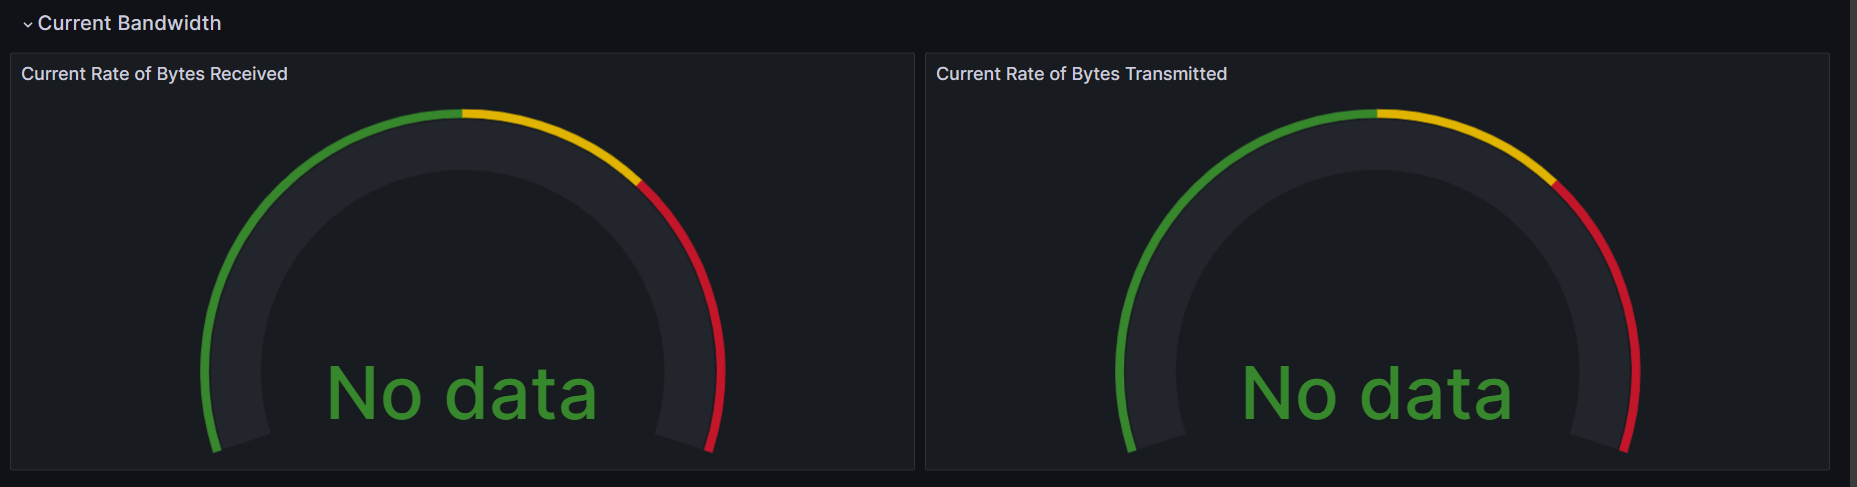 Current Bandwidth
Current Rate of Bytes Received
Current Rate of Bytes Transmitted
No data
No data